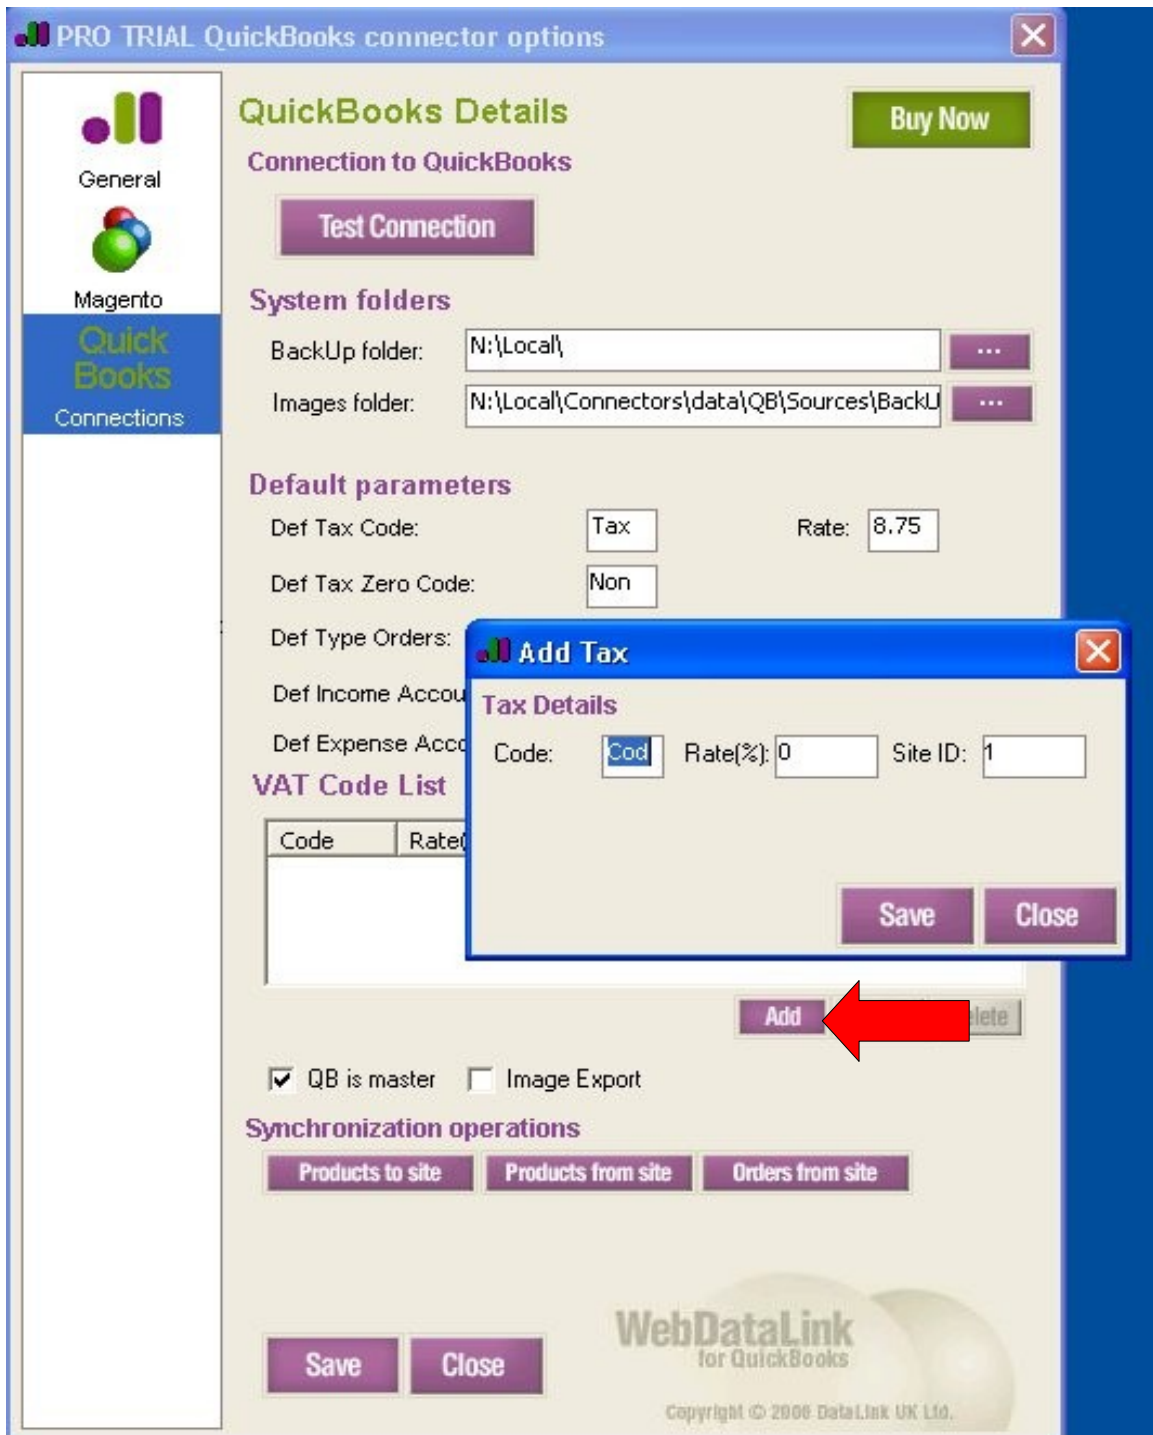 PRO TRIAL QuickBooks connector options
General
Magento
Quick
Books
Connections
QuickBooks Details
Buy Now
Connection to QuickBooks
Test Connection
System folders
BackUp folder: N:\Local\ ...
Images folder: N:\Local\Connectors\data\QB\Sources\BackU ...
Default parameters
Def Tax Code: Tax Rate: 8.75
Def Tax Zero Code: Non
Def Type Orders:
Def Income Accou
Def Expense Acco
Add Tax
Tax Details
Code: Cod Rate(%): 0 Site ID: 1
Save Close
VAT Code List
Code Rate(
Add elete
QB is master Image Export
Synchronization operations
Products to site Products from site Orders from site
WebDataLink
for QuickBooks
Save Close
Copyright © 2006 DataLink UK Ltd.